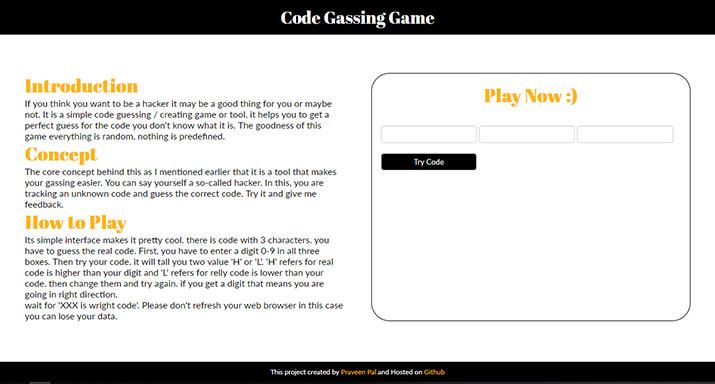 Code Gassing Game
Introduction
If you think you want to be a hacker it may be a good thing for you or maybe
not. It is a simple code guessing / creating game or tool. it helps you to get a
perfect guess for the code you don't know what it is. The goodness of this
game everything is random, nothing is predefined.
Concept
The core concept behind this as I mentioned earlier that it is a tool that makes
your gassing easier. You can say yourself a so-called hacker. In this, you are
tracking an unknown code and guess the correct code. Try it and give me
feedback.
How to Play
Its simple interface makes it pretty cool. there is code with 3 characters. you
have to guess the real code. First, you have to enter a digit 0-9 in all three
boxes. Then try your code. it will tall you two value 'H' or 'L'. 'H' refers for real
code is higher than your digit and 'L' refers for relly code is lower than your
code. then change them and try again. if you get a digit that means you are
going in right direction.
wait for 'XXX is wright code'. Please don't refresh your web browser in this case
you can lose your data.
Play Now :)
Try Code
This project created by Praveen Pal and Hosted on Github